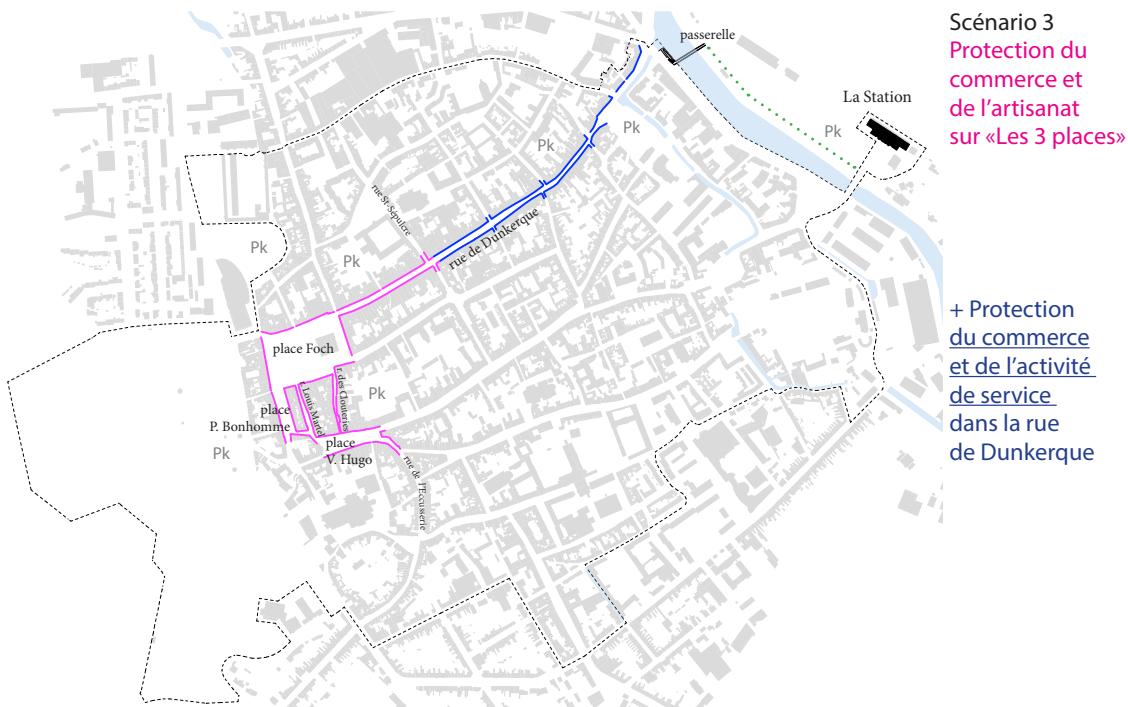 Scénario 3
Protection du
commerce et
de l'artisanat
sur «Les 3 places»
+ Protection
du commerce
et de l'activité
de service
dans la rue
de Dunkerque
passerelle
La Station
Pk
Pk
Pk
rue St-Sépulcre
rue de Dunkerque
Pk
Pk
place Foch
r. des Clouteries
r. Louis Martel
Pk
place
P. Bonhomme
place
V. Hugo
Pk
rue de l'Eccusserie